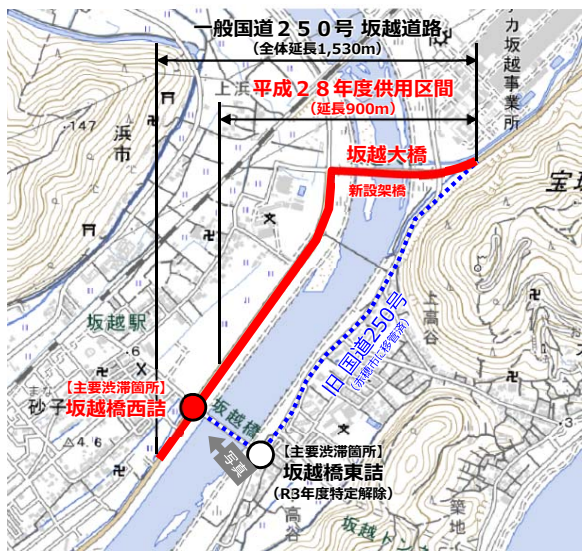 一般国道２５０号 坂越道路
(全体延長1,530m)
上浜
平成２８年度供用区間
(延長900m)
カ坂越事業所
・147
浜市
坂越大橋
新設架橋
宝
上高谷
旧 国道250号
(赤穂市に移管済)
坂越駅
・6
【主要渋滞箇所】
坂越橋西詰
まなご
砂子
坂越橋
△4.6
写真
【主要渋滞箇所】
坂越橋東詰
(R3年度特定解除)
高谷
築地
坂越トン